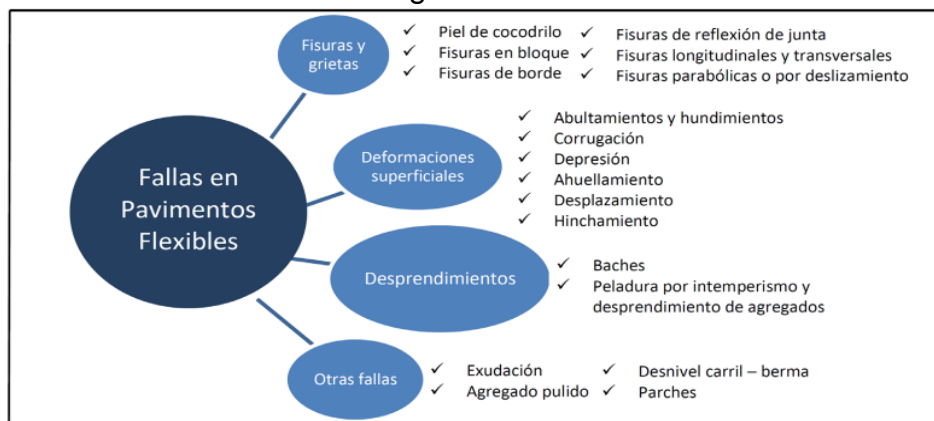 Fisuras y
grietas
✓ Piel de cocodrilo
✓ Fisuras en bloque
✓ Fisuras de borde
✓ Fisuras de reflexión de junta
✓ Fisuras longitudinales y transversales
✓ Fisuras parabólicas o por deslizamiento
Fallas en
Pavimentos
Flexibles
Deformaciones
superficiales
✓ Abultamientos y hundimientos
✓ Corrugación
✓ Depresión
✓ Ahuellamiento
✓ Desplazamiento
✓ Hinchamiento
Desprendimientos
✓ Baches
✓ Peladura por intemperismo y
desprendimiento de agregados
Otras fallas
✓ Exudación
✓ Agregado pulido
✓ Desnivel carril – berma
✓ Parches